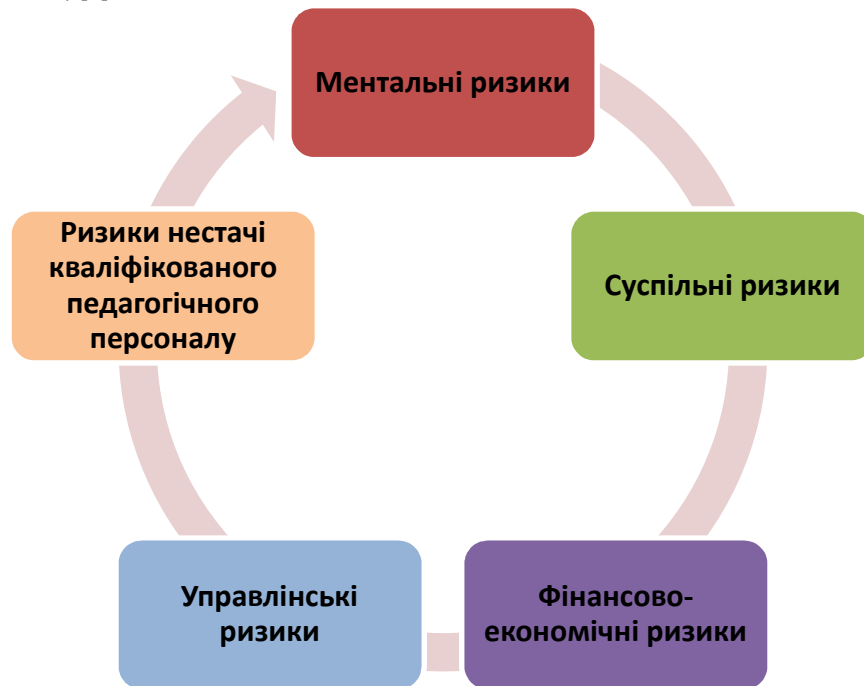 Ментальні ризики
Суспільні ризики
Фінансово-
економічні ризики
Управлінські
ризики
Ризики нестачі
кваліфікованого
педагогічного
персоналу